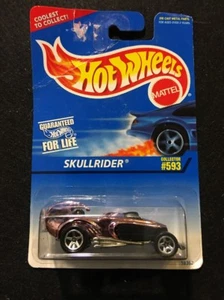 COOLEST
TO COLLECT!
Hot Wheels
MATTEL
GUARANTEED
FOR LIFE
SKULLRIDER
COLLECTOR
#593